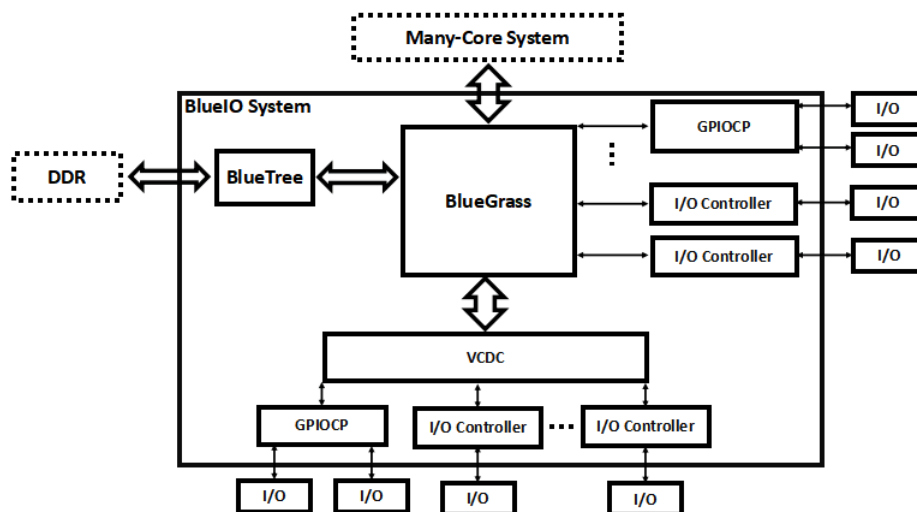 Many-Core System
BlueIO System
GPIOCP
I/O
I/O
DDR
BlueTree
BlueGrass
I/O Controller
I/O
I/O Controller
I/O
VCDC
GPIOCP
I/O Controller
I/O Controller
I/O
I/O
I/O
I/O